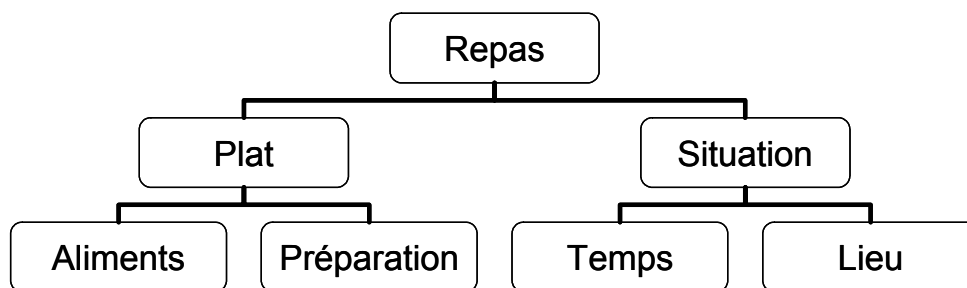 Repas
Plat
Situation
Aliments
Préparation
Temps
Lieu